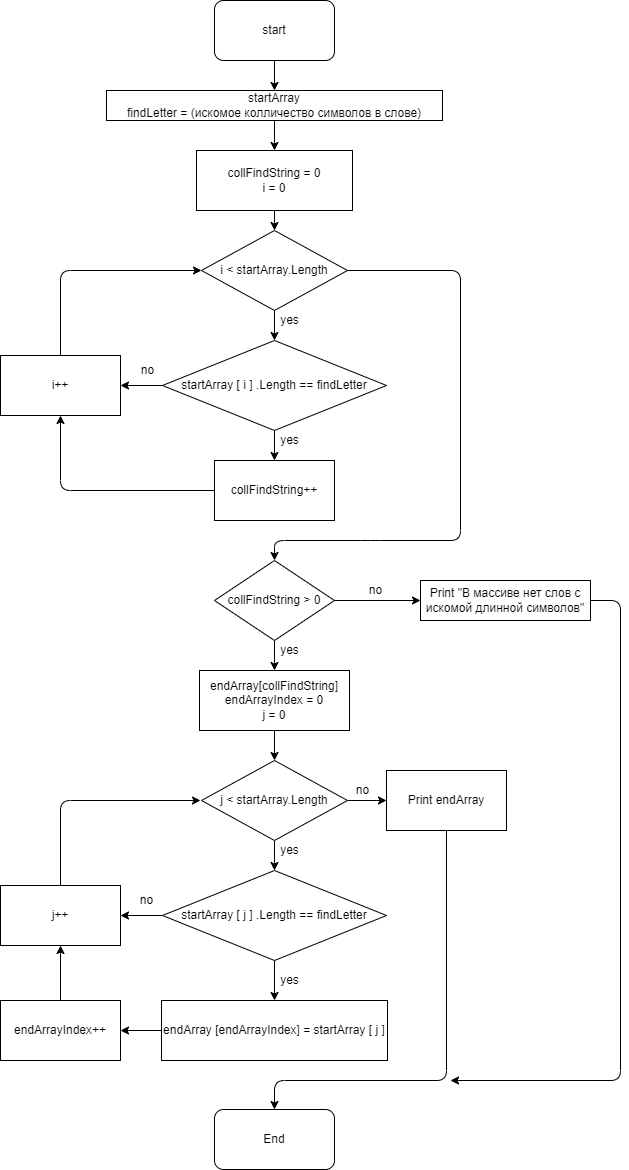 start
startArray
findLetter = (искомое колличество символов в слове)
collFindString = 0
i = 0
i < startArray.Length
yes
startArray [ i ] .Length == findLetter
no
i++
yes
collFindString++
collFindString > 0
no
Print "В массиве нет слов с
искомой длинной символов"
yes
endArray[collFindString]
endArrayIndex = 0
j = 0
j < startArray.Length
no
Print endArray
yes
startArray [ j ] .Length == findLetter
no
j++
yes
endArray [endArrayIndex] = startArray [ j ]
endArrayIndex++
End